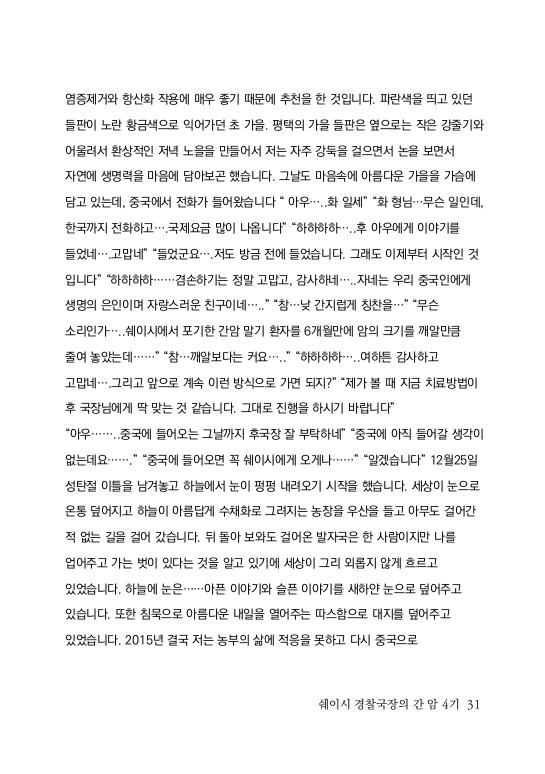 염증제거와 항산화 작용에 매우 좋기 때문에 추천을 한 것입니다. 파란색을 띄고 있던
들판이 노란 황금색으로 익어가던 초 가을. 평택의 가을 들판은 옆으로는 작은 강줄기와
어울려서 환상적인 저녁 노을을 만들어서 저는 자주 강둑을 걸으면서 논을 보면서
자연에 생명력을 마음에 담아보곤 했습니다. 그날도 마음속에 아름다운 가을을 가슴에
담고 있는데, 중국에서 전화가 들어왔습니다 “ 아우…..화 일세” “화 형님…무슨 일인데,
한국까지 전화하고….국제요금 많이 나옵니다” “하하하하…..후 아우에게 이야기를
들었네….고맙네” “들었군요….저도 방금 전에 들었습니다. 그래도 이제부터 시작인 것
입니다” “하하하하……겸손하기는 정말 고맙고, 감사하네…..자네는 우리 중국인에게
생명의 은인이며 자랑스러운 친구이네…..” “참…낮 간지럽게 칭찬을…” “무슨
소리인가…..쉐이시에서 포기한 간암 말기 환자를 6개월만에 암의 크기를 깨알만큼
줄여 놓았는데……” “참…깨알보다는 커요…..” “하하하하…..여하튼 감사하고
고맙네….그리고 앞으로 계속 이런 방식으로 가면 되지?” “제가 볼 때 지금 치료방법이
후 국장님에게 딱 맞는 것 같습니다. 그대로 진행을 하시기 바랍니다”
“아우……..중국에 들어오는 그날까지 후국장 잘 부탁하네” “중국에 아직 들어갈 생각이
없는데요…….” “중국에 들어오면 꼭 쉐이시에게 오게나……” “알겠습니다” 12월25일
성탄절 이틀을 남겨놓고 하늘에서 눈이 펑펑 내려오기 시작을 했습니다. 세상이 눈으로
온통 덮어지고 하늘이 아름답게 수채화로 그려지는 농장을 우산을 들고 아무도 걸어간
적 없는 길을 걸어 갔습니다. 뒤 돌아 보와도 걸어온 발자국은 한 사람이지만 나를
업어주고 가는 벗이 있다는 것을 알고 있기에 세상이 그리 외롭지 않게 흐르고
있었습니다. 하늘에 눈은……아픈 이야기와 슬픈 이야기를 새하얀 눈으로 덮어주고
있습니다. 또한 침묵으로 아름다운 내일을 열어주는 따스함으로 대지를 덮어주고
있었습니다. 2015년 결국 저는 농부의 삶에 적응을 못하고 다시 중국으로
쉐이시 경찰국장의 간 암 4기 31